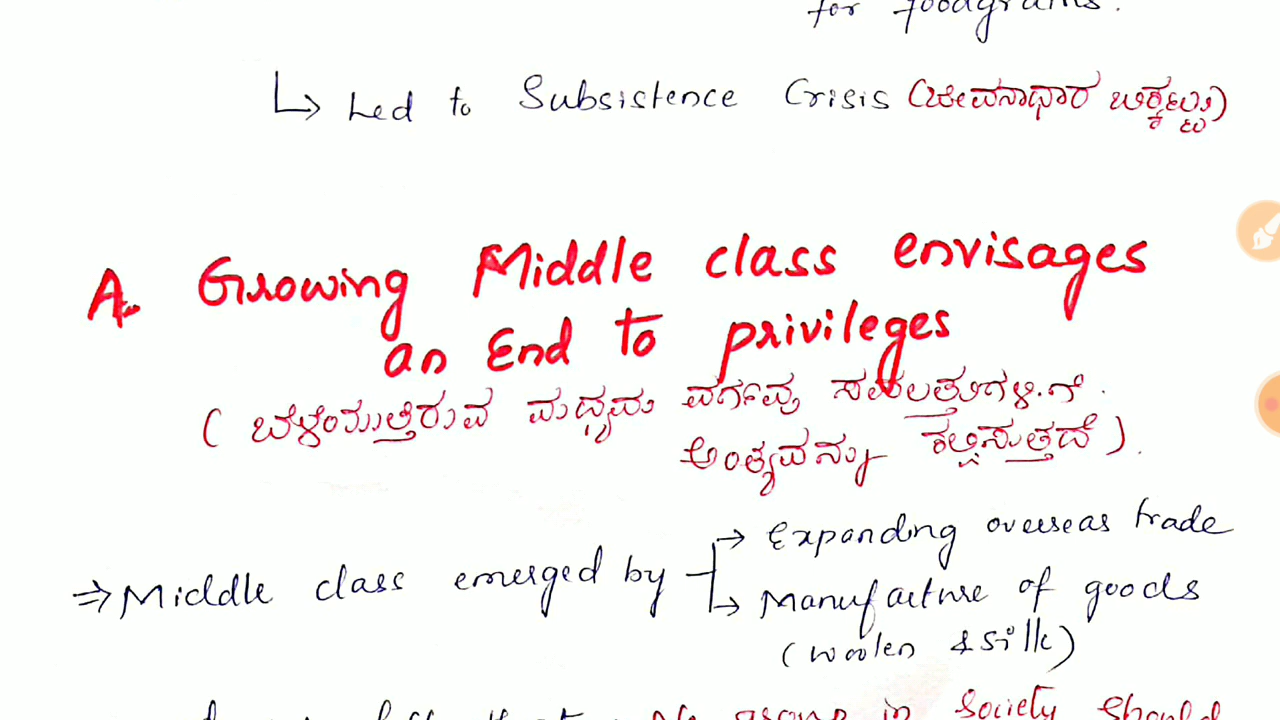 for foodgrains.
↳ Led to Subsistence Crisis (ಜೀವನಾಧಾರ ಬಿಕ್ಕಟ್ಟು)
A. Growing Middle class envisages
an End to privileges
( ಬೆಳೆಯುತ್ತಿರುವ ಮಧ್ಯಮ ವರ್ಗವು ಸವಲತ್ತುಗಳಿಗೆ
ಅಂತ್ಯವನ್ನು ಕಲ್ಪಿಸುತ್ತದೆ ).
→ Expanding overseas trade
⇒ Middle class emerged by
→ Manufacture of goods
(woolen & silk)
No group in Society Should